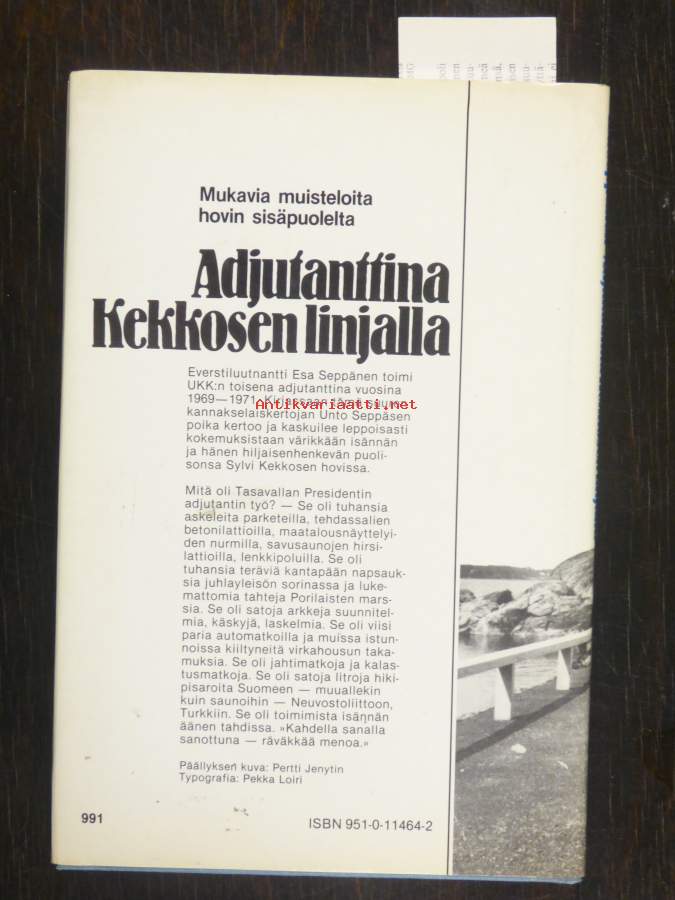 Mukavia muisteloita
hovin sisäpuolelta
Adjutanttina
Kekkosen linjalla
Everstiluutnantti Esa Seppänen toimi
UKK:n toisena adjutanttina vuosina
1969—1971. Kirjassaan tämä suuren
Antikvariaatti.net
kannakselaiskertojan Unto Seppäsen
poika kertoo ja kaskuilee leppoisasti
kokemuksistaan värikkään isännän
ja hänen hiljaisenhenkevän puoli-
sonsa Sylvi Kekkosen hovissa.
Mitä oli Tasavallan Presidentin
adjutantin työ? — Se oli tuhansia
askeleita parketeilla, tehdassalien
betonilattioilla, maatalousnäyttelyi-
den nurmilla, savusaunojen hirsi-
lattioilla, lenkkipoluilla. Se oli
tuhansia teräviä kantapään napsauk-
sia juhlayleisön sorinassa ja luke-
mattomia tahteja Porilaisten mars-
sia. Se oli satoja arkkeja suunnitel-
mia, käskyjä, laskelmia. Se oli viisi
paria automatkoilla ja muissa istun-
noissa kiiltyneitä virkahousun taka-
muksia. Se oli jahtimatkoja ja kalas-
tusmatkoja. Se oli satoja litroja hiki-
pisaroita Suomeen — muuallekin
kuin saunoihin — Neuvostoliittoon,
Turkkiin. Se oli toimimista isännän
äänen tahdissa. »Kahdella sanalla
sanottuna — räväkkää menoa.»
Päällyksen kuva: Pertti Jenytin
Typografia: Pekka Loiri
991
ISBN 951-0-11464-2